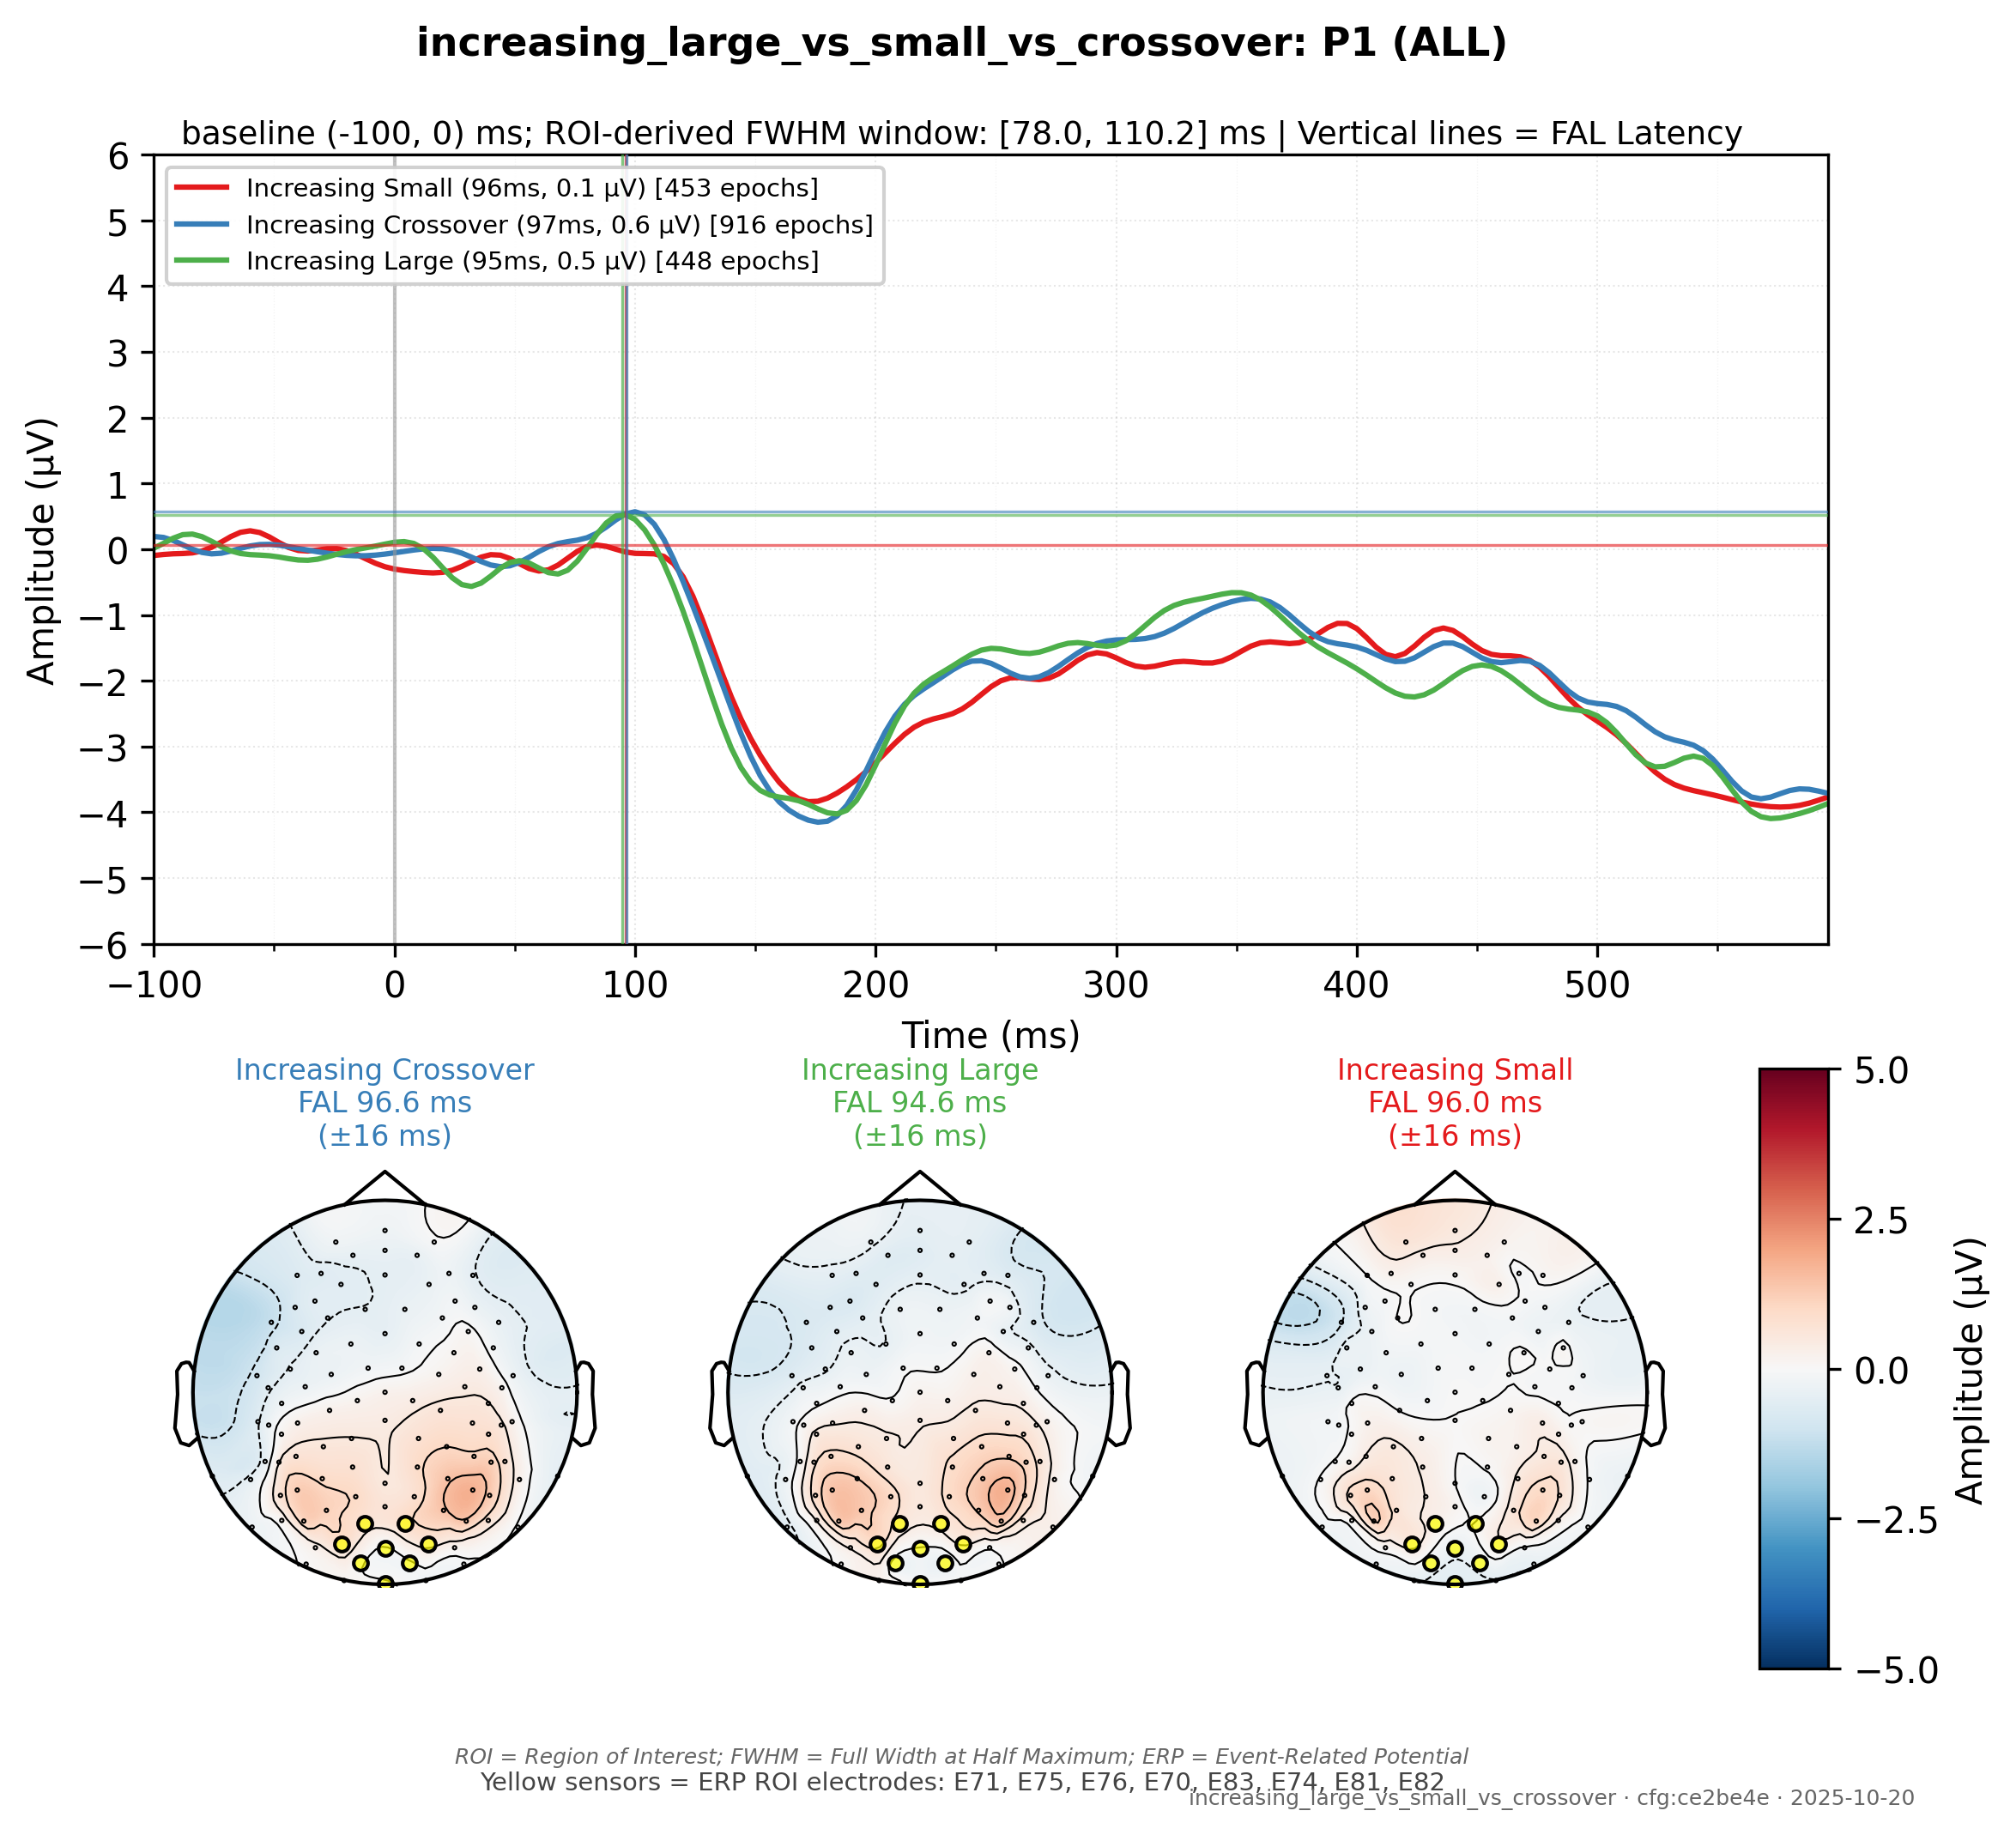 increasing_large_vs_small_vs_crossover: P1 (ALL)
baseline (-100, 0) ms; ROI-derived FWHM window: [78.0, 110.2] ms | Vertical lines = FAL Latency
Increasing Small (96ms, 0.1 µV) [453 epochs]
Increasing Crossover (97ms, 0.6 µV) [916 epochs]
Increasing Large (95ms, 0.5 µV) [448 epochs]
Amplitude (µV)
6
5
4
3
2
1
0
−1
−2
−3
−4
−5
−6
−100 0 100 200 300 400 500
Time (ms)
Increasing Crossover
FAL 96.6 ms
(±16 ms)
Increasing Large
FAL 94.6 ms
(±16 ms)
Increasing Small
FAL 96.0 ms
(±16 ms)
5.0
2.5
0.0
−2.5
−5.0
Amplitude (µV)
ROI = Region of Interest; FWHM = Full Width at Half Maximum; ERP = Event-Related Potential
Yellow sensors = ERP ROI electrodes: E71, E75, E76, E70, E83, E74, E81, E82
increasing_large_vs_small_vs_crossover · cfg:ce2be4e · 2025-10-20